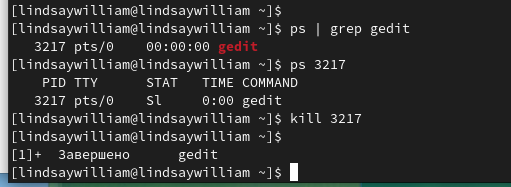 [lindsaywilliam@lindsaywilliam ~]$
[lindsaywilliam@lindsaywilliam ~]$ ps | grep gedit
3217 pts/0    00:00:00 gedit
[lindsaywilliam@lindsaywilliam ~]$ ps 3217
PID TTY      STAT   TIME COMMAND
3217 pts/0    Sl     0:00 gedit
[lindsaywilliam@lindsaywilliam ~]$ kill 3217
[lindsaywilliam@lindsaywilliam ~]$
[1]+  Завершено      gedit
[lindsaywilliam@lindsaywilliam ~]$